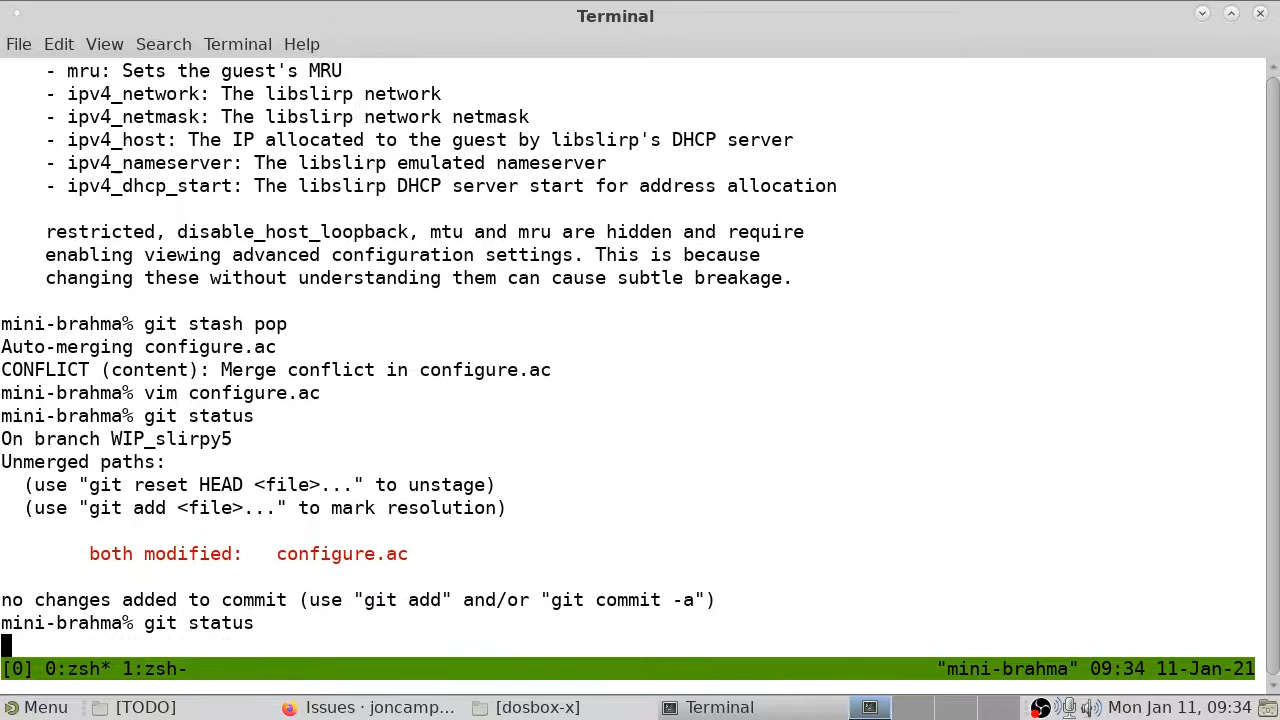 Terminal
File Edit View Search Terminal Help
- mru: Sets the guest's MRU
- ipv4_network: The libslirp network
- ipv4_netmask: The libslirp network netmask
- ipv4_host: The IP allocated to the guest by libslirp's DHCP server
- ipv4_nameserver: The libslirp emulated nameserver
- ipv4_dhcp_start: The libslirp DHCP server start for address allocation
restricted, disable_host_loopback, mtu and mru are hidden and require
enabling viewing advanced configuration settings. This is because
changing these without understanding them can cause subtle breakage.
mini-brahma% git stash pop
Auto-merging configure.ac
CONFLICT (content): Merge conflict in configure.ac
mini-brahma% vim configure.ac
mini-brahma% git status
On branch WIP_slirpy5
Unmerged paths:
  (use "git reset HEAD <file>..." to unstage)
  (use "git add <file>..." to mark resolution)
both modified:   configure.ac
no changes added to commit (use "git add" and/or "git commit -a")
mini-brahma% git status
[0] 0:zsh* 1:zsh- "mini-brahma" 09:34 11-Jan-21
Menu [TODO] Issues · joncamp... [dosbox-x] Terminal Mon Jan 11, 09:34